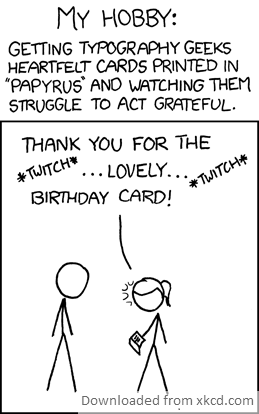 MY HOBBY:
GETTING TYPOGRAPHY GEEKS
HEARTFELT CARDS PRINTED IN
"PAPYRUS" AND WATCHING THEM
STRUGGLE TO ACT GRATEFUL.
THANK YOU FOR THE
*TWITCH* ...LOVELY... *TWITCH*
BIRTHDAY CARD!
Downloaded from xkcd.com